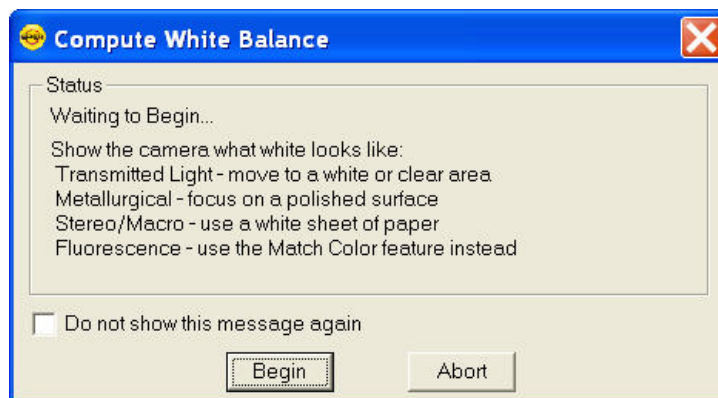 Compute White Balance
Status
Waiting to Begin...
Show the camera what white looks like:
Transmitted Light - move to a white or clear area
Metallurgical - focus on a polished surface
Stereo/Macro - use a white sheet of paper
Fluorescence - use the Match Color feature instead
Do not show this message again
Begin Abort